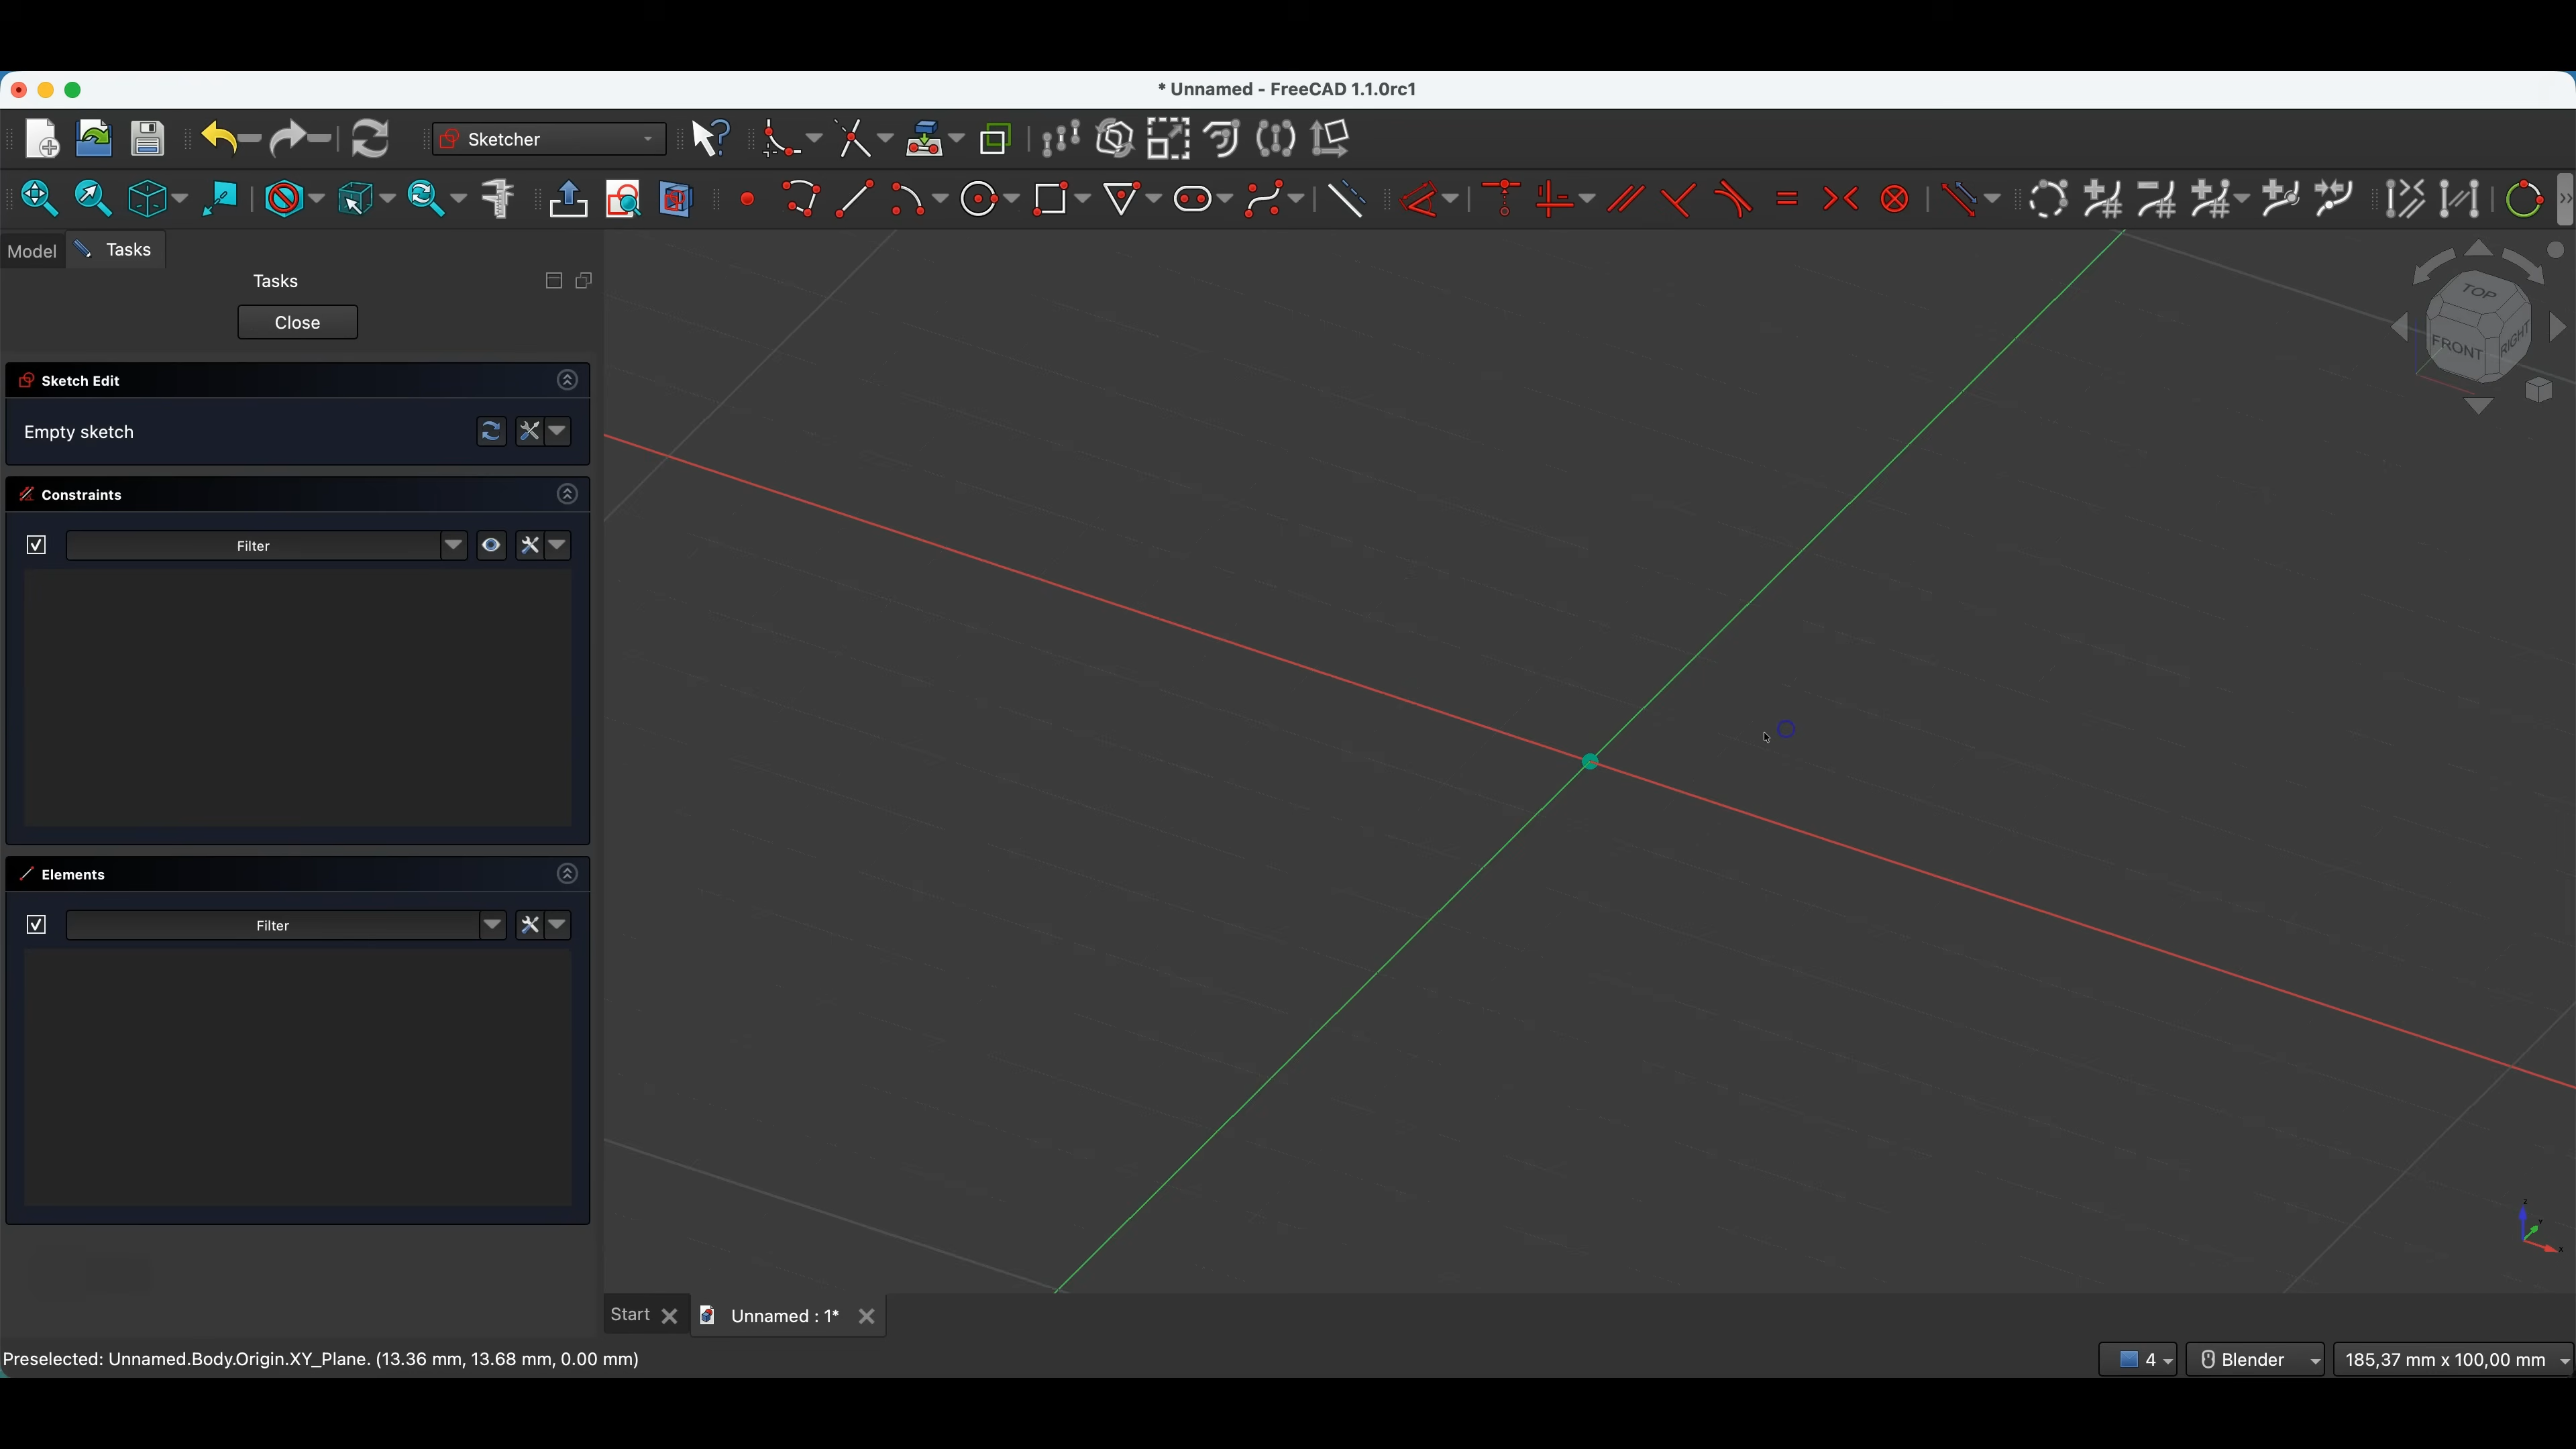 * Unnamed - FreeCAD 1.1.0rc1
Sketcher
Model
Tasks
Tasks
Close
Sketch Edit
Empty sketch
Constraints
Filter
Elements
Filter
TOP
FRONT
RIGHT
Z
Y
X
Start
Unnamed : 1*
Preselected: Unnamed.Body.Origin.XY_Plane. (13.36 mm, 13.68 mm, 0.00 mm)
4
Blender
185,37 mm x 100,00 mm